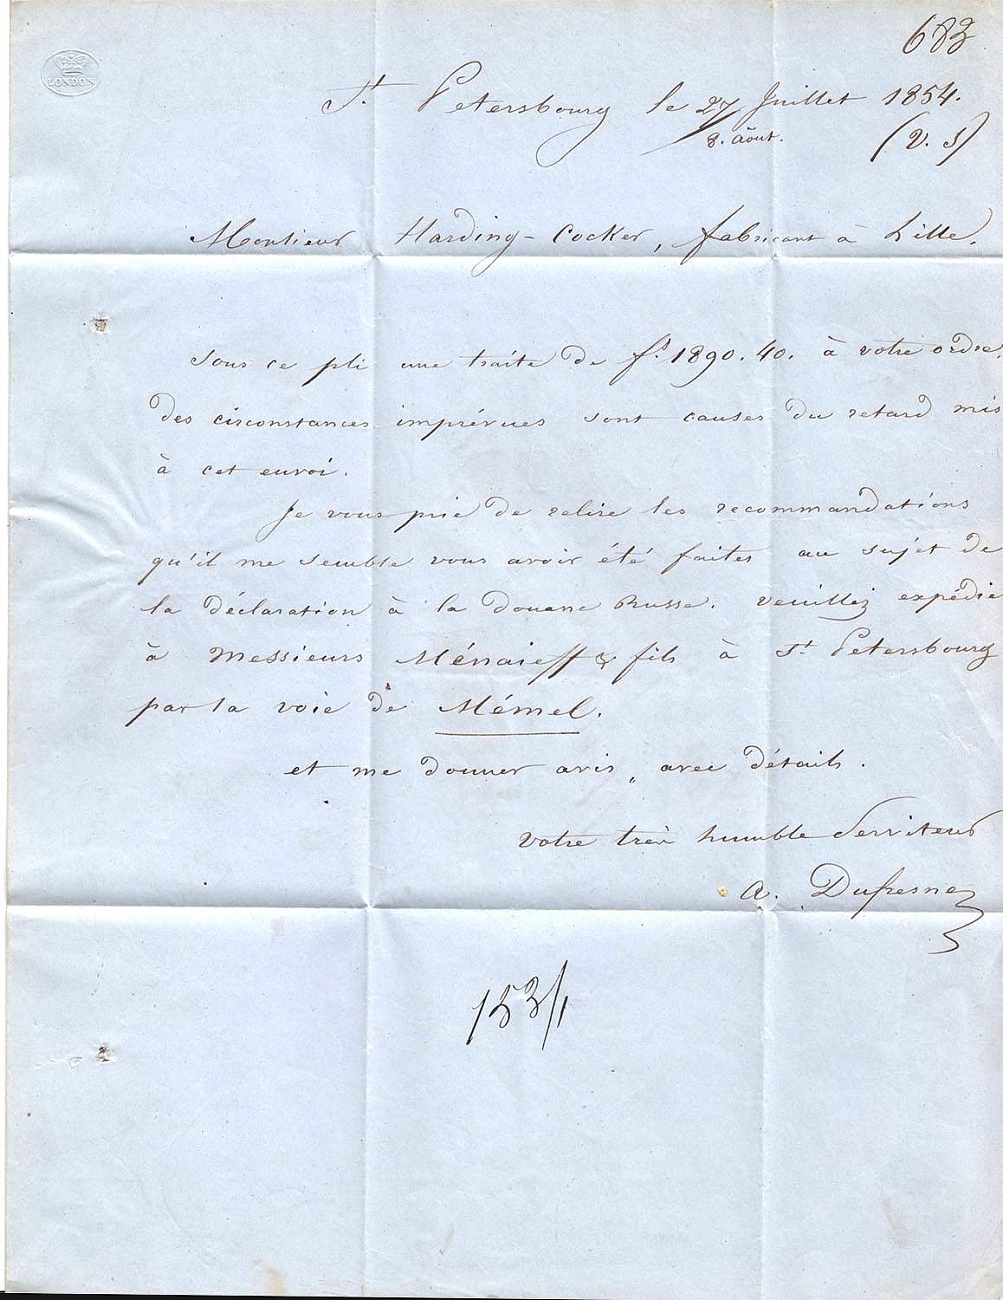 683
LONDON
St Petersbourg le 27 Juillet 1854.
8. août. (v. s)
Monsieur Harding-Cocker, fabricant à Lille.
Sous ce pli une traite de fs. 1890. 40. à votre ordre.
des circonstances imprévues sont causes du retard mis
à cet envoi.
Je vous prie de relire les recommandations
qu'il me semble vous avoir été faites au sujet de
la déclaration à la douane Russe. veuillez expédie
à Messieurs Ménaieff & fils à St Petersbourg
par la voie de Mémel.
et me donner avis, avec détails.
votre très humble serviteur
a. Dufresne
153/1